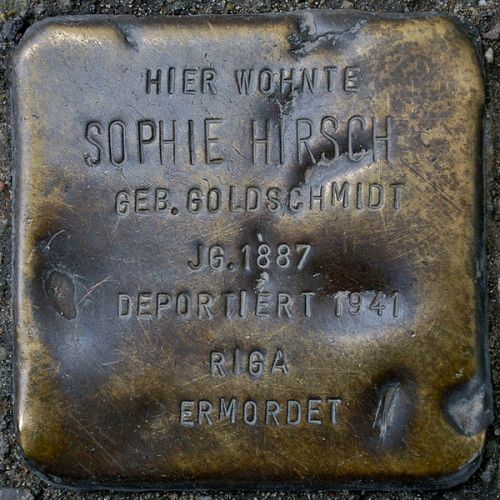 HIER WOHNTE
SOPHIE HIRSCH
GEB. GOLDSCHMIDT
JG. 1887
DEPORTIERT 1941
RIGA
ERMORDET